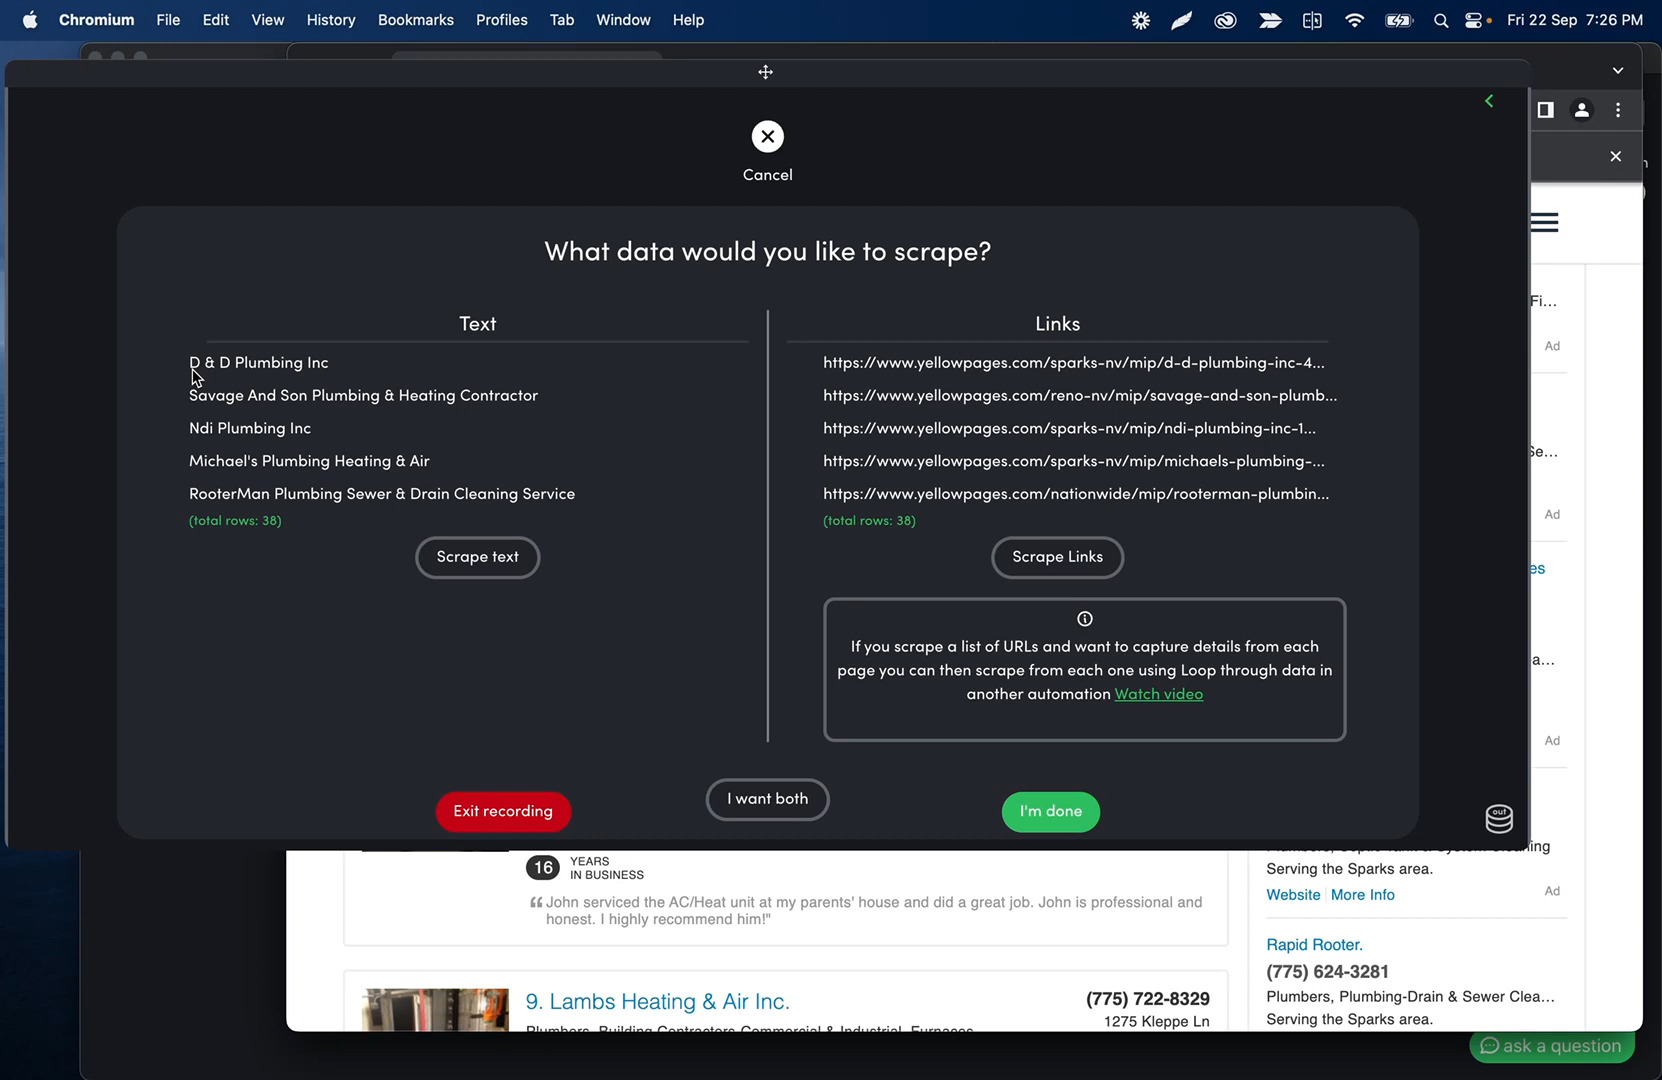 Chromium File Edit View History Bookmarks Profiles Tab Window Help Fri 22 Sep 7:26 PM
Cancel
What data would you like to scrape?
Text
D & D Plumbing Inc
Savage And Son Plumbing & Heating Contractor
Ndi Plumbing Inc
Michael's Plumbing Heating & Air
RooterMan Plumbing Sewer & Drain Cleaning Service
(total rows: 38)
Scrape text
Links
https://www.yellowpages.com/sparks-nv/mip/d-d-plumbing-inc-4...
https://www.yellowpages.com/reno-nv/mip/savage-and-son-plumb...
https://www.yellowpages.com/sparks-nv/mip/ndi-plumbing-inc-1...
https://www.yellowpages.com/sparks-nv/mip/michaels-plumbing-...
https://www.yellowpages.com/nationwide/mip/rooterman-plumbin...
(total rows: 38)
Scrape Links
If you scrape a list of URLs and want to capture details from each
page you can then scrape from each one using Loop through data in
another automation Watch video
Exit recording
I want both
I'm done
out
Fi...
Ad
Se...
Ad
es
a...
Ad
16 YEARS
IN BUSINESS
“John serviced the AC/Heat unit at my parents' house and did a great job. John is professional and
honest. I highly recommend him!"
9. Lambs Heating & Air Inc.
(775) 722-8329
1275 Kleppe Ln
Serving the Sparks area.
Website More Info
Ad
Rapid Rooter.
(775) 624-3281
Plumbers, Plumbing-Drain & Sewer Clea...
Serving the Sparks area.
ask a question